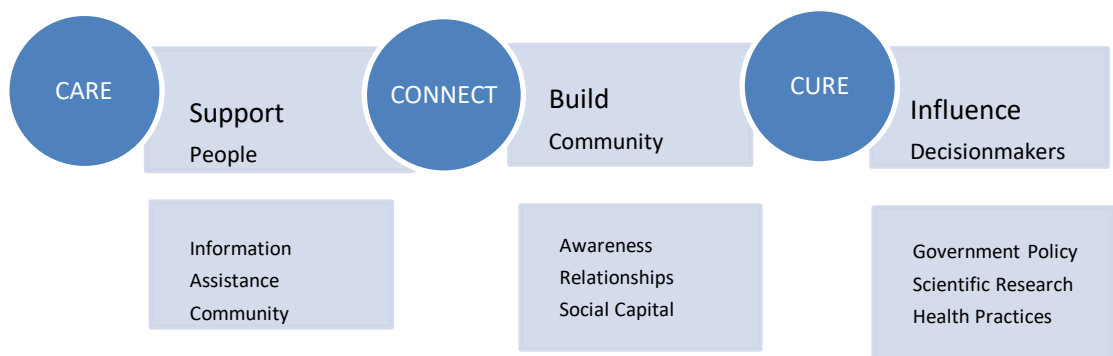 CARE
Support
People
Information
Assistance
Community
CONNECT
Build
Community
Awareness
Relationships
Social Capital
CURE
Influence
Decisionmakers
Government Policy
Scientific Research
Health Practices